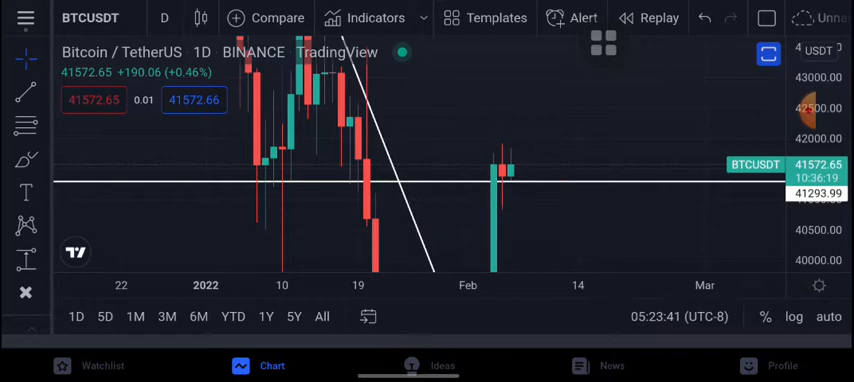 BTCUSDT D Compare Indicators Templates Alert Replay Unna
Bitcoin / TetherUS · 1D · BINANCE · TradingView
41572.65 +190.06 (+0.46%)
41572.65 0.01 41572.66
USDT
43000.00
42500.00
42000.00
BTCUSDT 41572.65
10:36:19
41293.99
40500.00
40000.00
22 2022 10 19 Feb 14 Mar
1D 5D 1M 3M 6M YTD 1Y 5Y All 05:23:41 (UTC-8) % log auto
Watchlist Chart Ideas News Profile